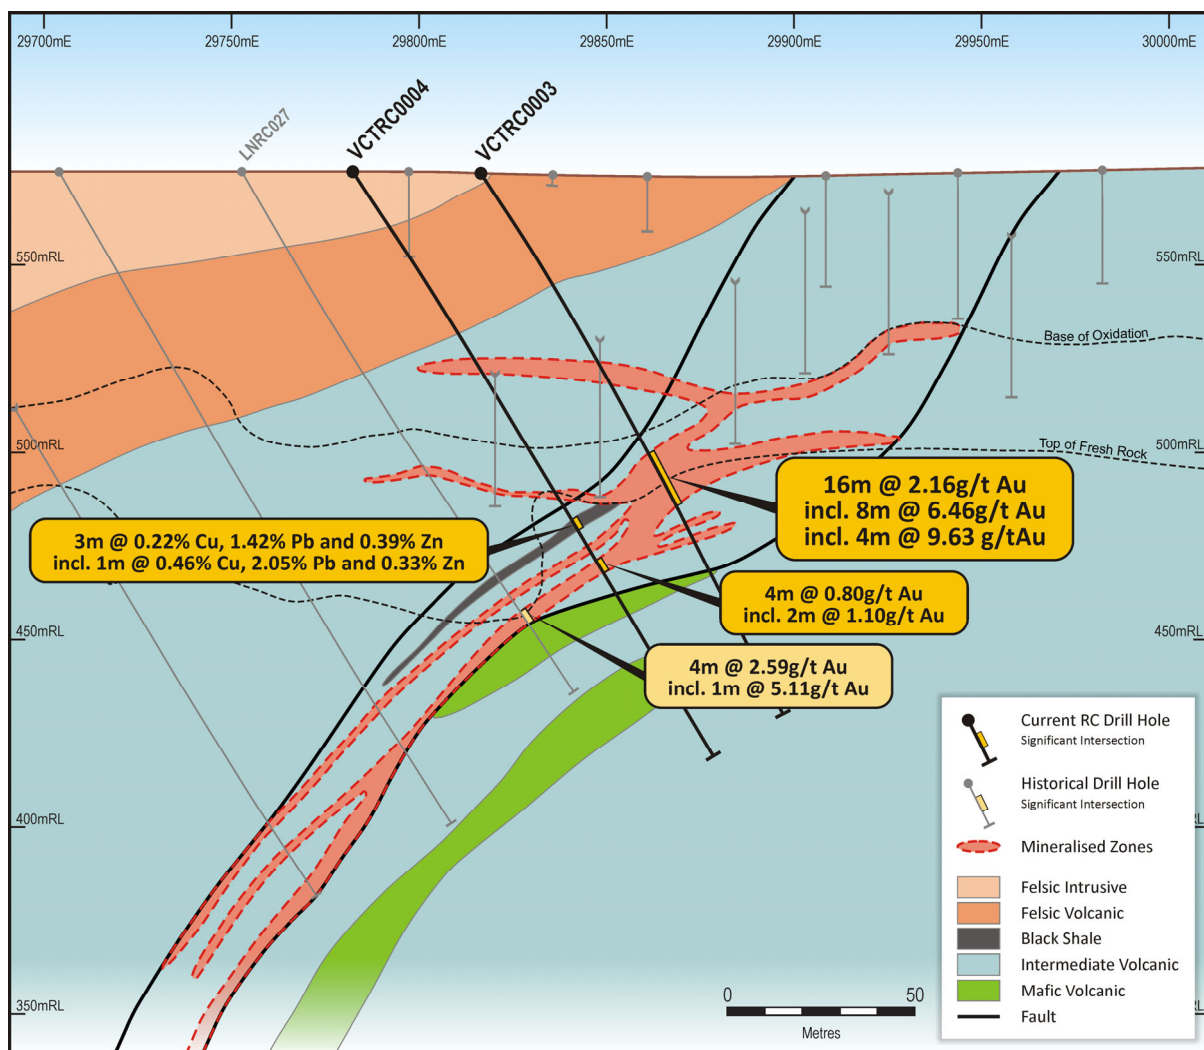 29700mE
29750mE
29800mE
29850mE
29900mE
29950mE
30000mE
LNRC027
VCTRC0004
VCTRC0003
550mRL
550mRL
Base of Oxidation
500mRL
500mRL
Top of Fresh Rock
16m @ 2.16g/t Au
incl. 8m @ 6.46g/t Au
incl. 4m @ 9.63 g/tAu
3m @ 0.22% Cu, 1.42% Pb and 0.39% Zn
incl. 1m @ 0.46% Cu, 2.05% Pb and 0.33% Zn
4m @ 0.80g/t Au
incl. 2m @ 1.10g/t Au
450mRL
450mRL
4m @ 2.59g/t Au
incl. 1m @ 5.11g/t Au
Current RC Drill Hole
Significant Intersection
Historical Drill Hole
Significant Intersection
400mRL
mRL
Mineralised Zones
Felsic Intrusive
Felsic Volcanic
Black Shale
Intermediate Volcanic
Mafic Volcanic
Fault
350mRL
mRL
0
50
Metres